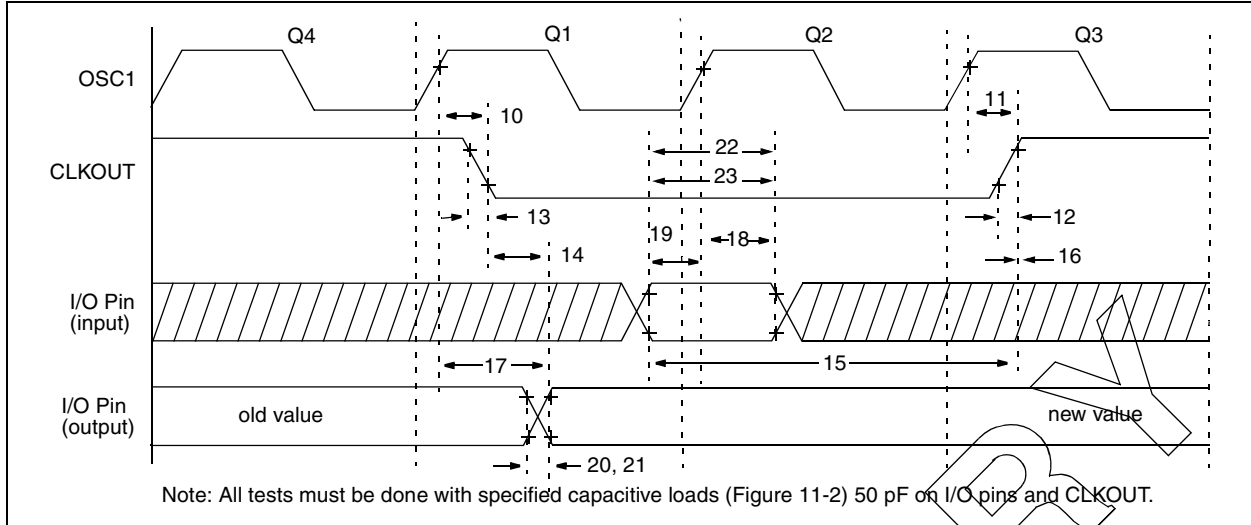 Q4 Q1 Q2 Q3
OSC1
11
10
22
CLKOUT
23
13
12
19
18
14
16
I/O Pin
(input)
17
15
I/O Pin
(output)
old value
new value
20, 21
Note: All tests must be done with specified capacitive loads (Figure 11-2) 50 pF on I/O pins and CLKOUT.
R Y